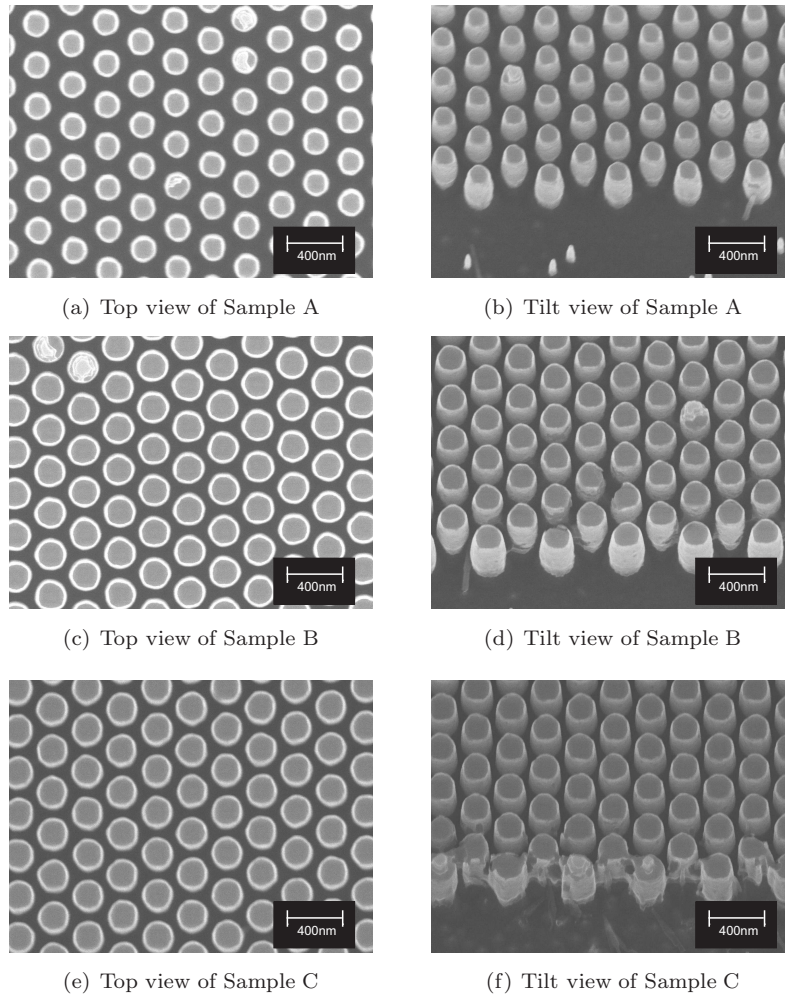 400nm
400nm
(a) Top view of Sample A
(b) Tilt view of Sample A
400nm
400nm
(c) Top view of Sample B
(d) Tilt view of Sample B
400nm
400nm
(e) Top view of Sample C
(f) Tilt view of Sample C